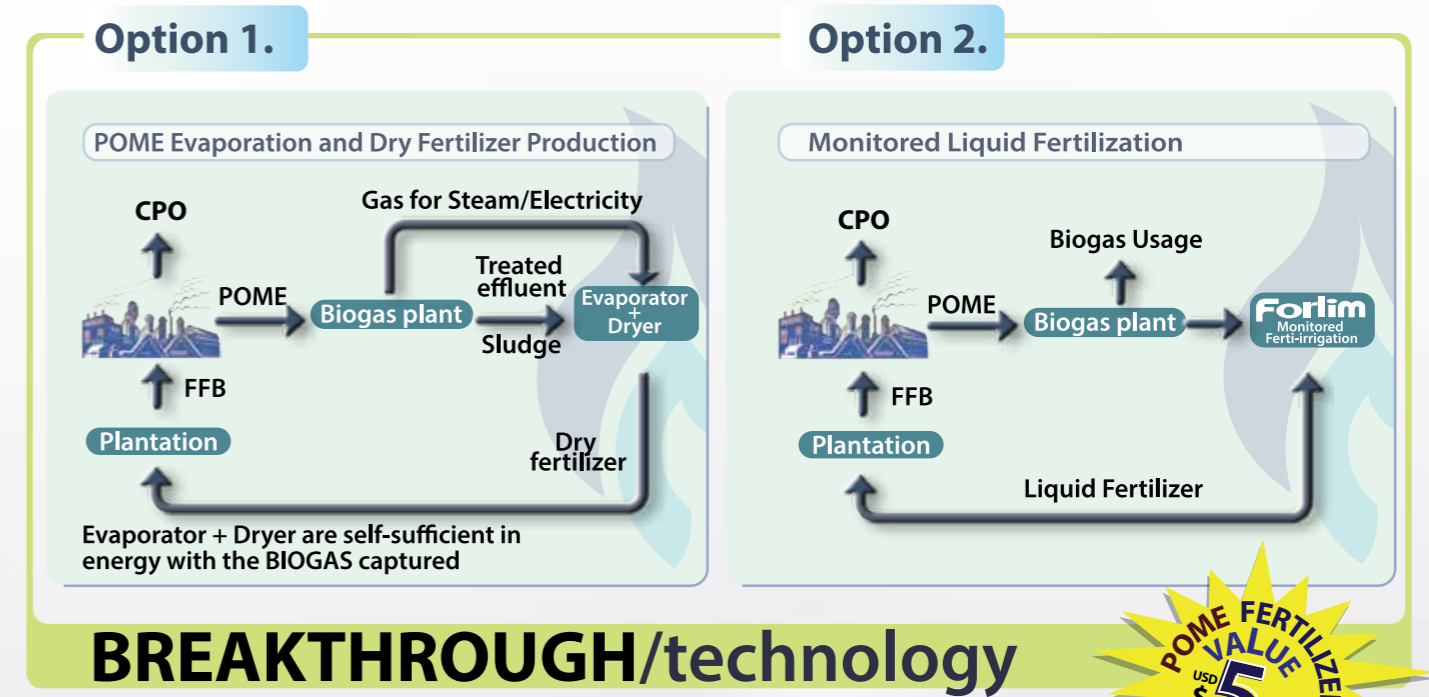 Option 1.
POME Evaporation and Dry Fertilizer Production
CPO
Gas for Steam/Electricity
POME
Biogas plant
Treated
effluent
Sludge
Evaporator
+
Dryer
FFB
Plantation
Dry
fertilizer
Evaporator + Dryer are self-sufficient in
energy with the BIOGAS captured
Option 2.
Monitored Liquid Fertilization
CPO
Biogas Usage
POME
Biogas plant
Forlim
Monitored
Ferti-irrigation
FFB
Plantation
Liquid Fertilizer
BREAKTHROUGH/technology
POME FERTILIZER
VALUE
USD
$5